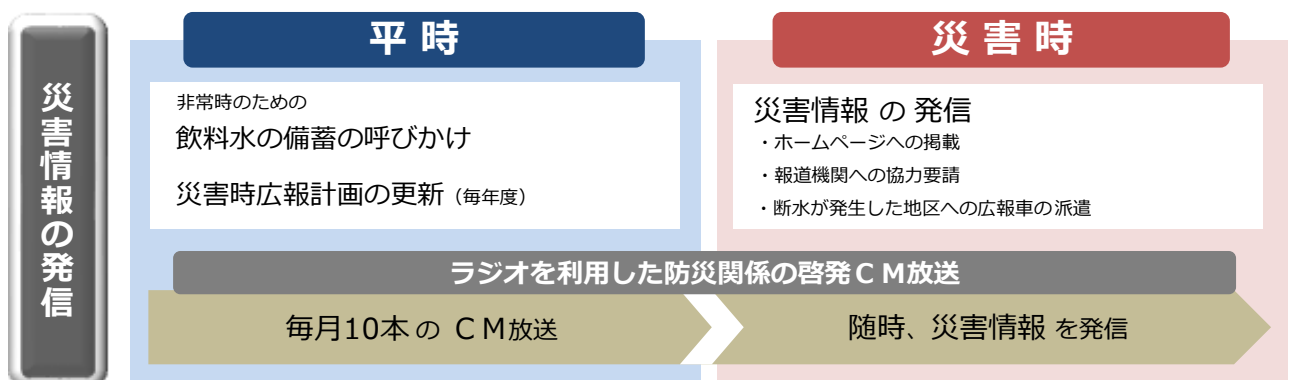 災害情報の発信
平時
非常時のための
飲料水の備蓄の呼びかけ
災害時広報計画の更新（毎年度）
災害時
災害情報 の 発信
・ホームページへの掲載
・報道機関への協力要請
・断水が発生した地区への広報車の派遣
ラジオを利用した防災関係の啓発ＣＭ放送
毎月10本 の ＣＭ放送
随時、災害情報 を発信